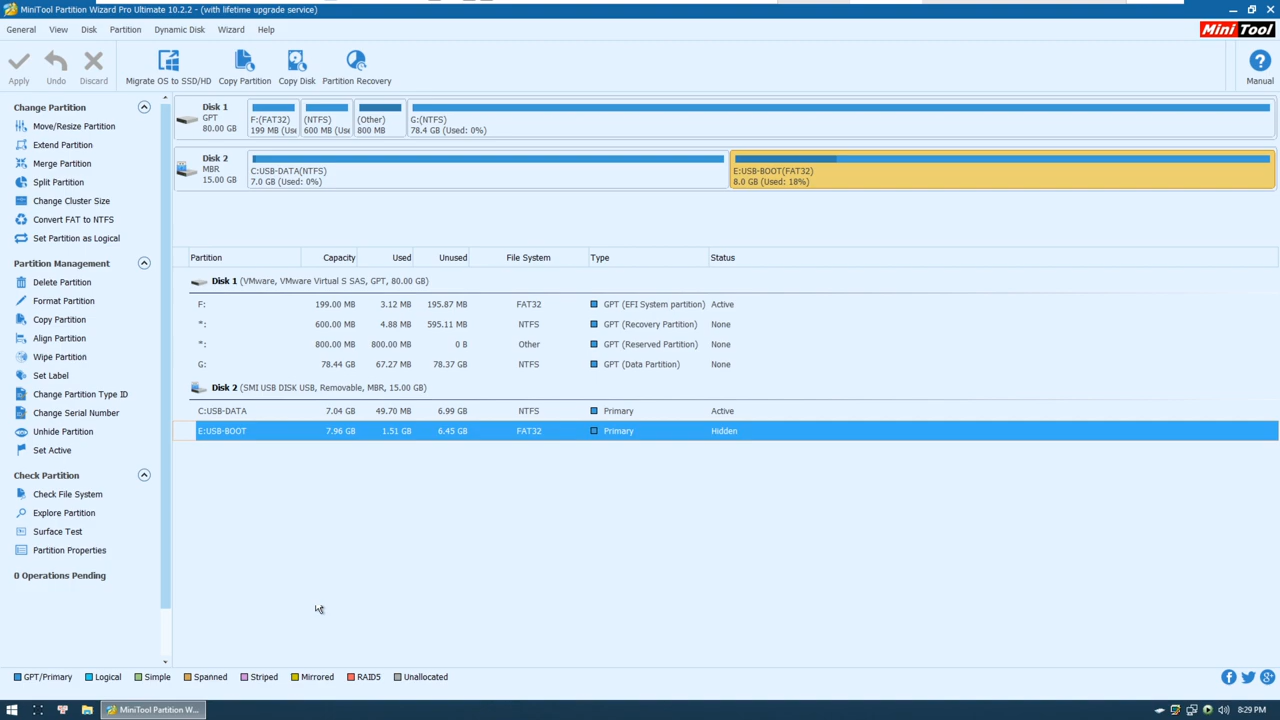 MiniTool Partition Wizard Pro Ultimate 10.2.2 - (with lifetime upgrade service)
General View Disk Partition Dynamic Disk Wizard Help
Mini Tool
Apply Undo Discard Migrate OS to SSD/HD Copy Partition Copy Disk Partition Recovery Manual
Change Partition
Move/Resize Partition
Extend Partition
Merge Partition
Split Partition
Change Cluster Size
Convert FAT to NTFS
Set Partition as Logical
Partition Management
Delete Partition
Format Partition
Copy Partition
Align Partition
Wipe Partition
Set Label
Change Partition Type ID
Change Serial Number
Unhide Partition
Set Active
Check Partition
Check File System
Explore Partition
Surface Test
Partition Properties
0 Operations Pending
Disk 1
GPT
80.00 GB
F:(FAT32)
199 MB (Use
(NTFS)
600 MB (Use
(Other)
800 MB
G:(NTFS)
78.4 GB (Used: 0%)
Disk 2
MBR
15.00 GB
C:USB-DATA(NTFS)
7.0 GB (Used: 0%)
E:USB-BOOT(FAT32)
8.0 GB (Used: 18%)
Partition Capacity Used Unused File System Type Status
Disk 1 (VMware, VMware Virtual S SAS, GPT, 80.00 GB)
F: 199.00 MB 3.12 MB 195.87 MB FAT32 GPT (EFI System partition) Active
*: 600.00 MB 4.88 MB 595.11 MB NTFS GPT (Recovery Partition) None
*: 800.00 MB 800.00 MB 0 B Other GPT (Reserved Partition) None
G: 78.44 GB 67.27 MB 78.37 GB NTFS GPT (Data Partition) None
Disk 2 (SMI USB DISK USB, Removable, MBR, 15.00 GB)
C:USB-DATA 7.04 GB 49.70 MB 6.99 GB NTFS Primary Active
E:USB-BOOT 7.96 GB 1.51 GB 6.45 GB FAT32 Primary Hidden
GPT/Primary Logical Simple Spanned Striped Mirrored RAID5 Unallocated
MiniTool Partition W... 8:29 PM